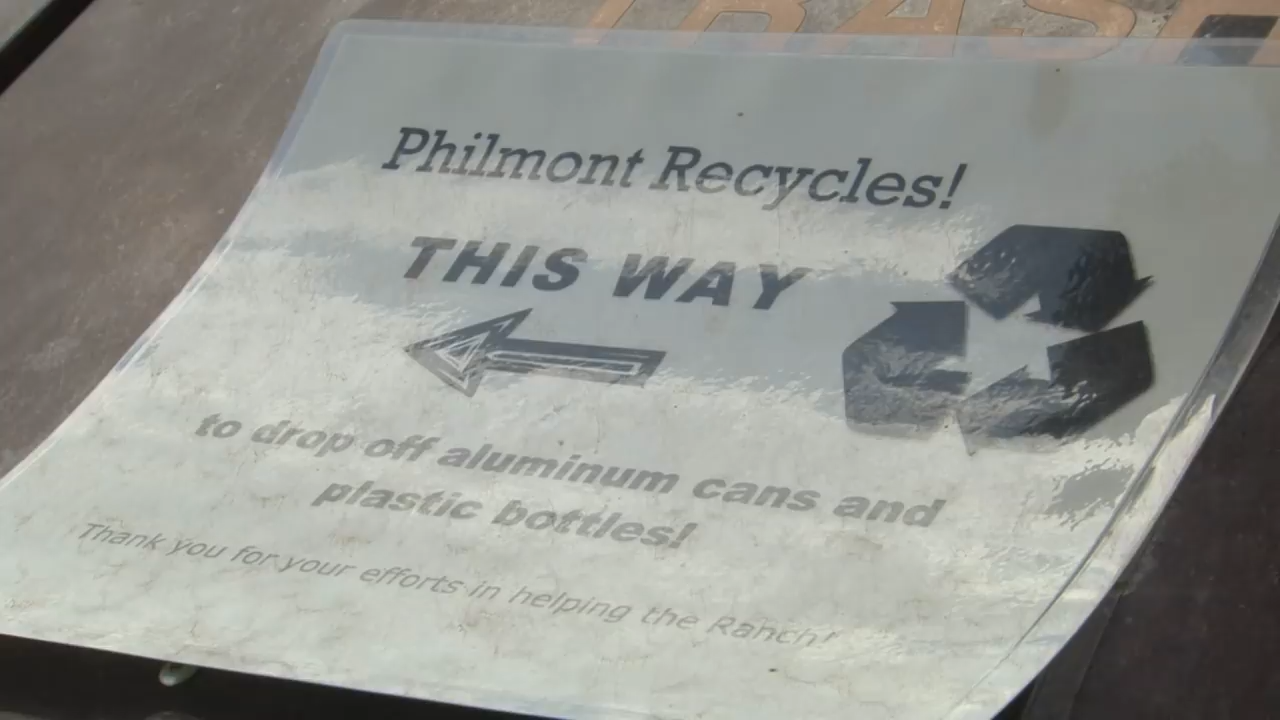 TRASH
Philmont Recycles!
THIS WAY
to drop off aluminum cans and
plastic bottles!
Thank you for your efforts in helping the Ranch!